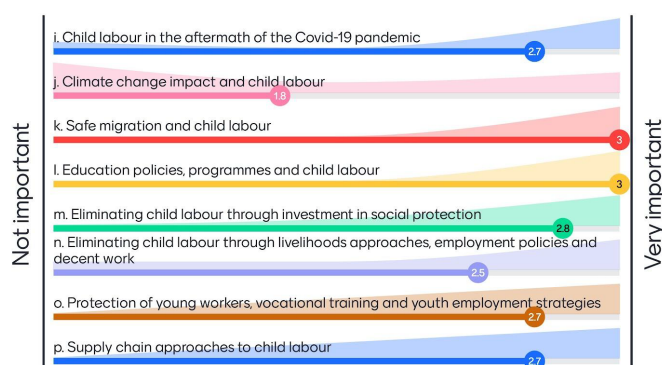 Not important
i. Child labour in the aftermath of the Covid-19 pandemic
2.7
j. Climate change impact and child labour
1.8
k. Safe migration and child labour
3
l. Education policies, programmes and child labour
3
m. Eliminating child labour through investment in social protection
2.8
n. Eliminating child labour through livelihoods approaches, employment policies and
decent work
2.5
o. Protection of young workers, vocational training and youth employment strategies
2.7
p. Supply chain approaches to child labour
2.7
Very important